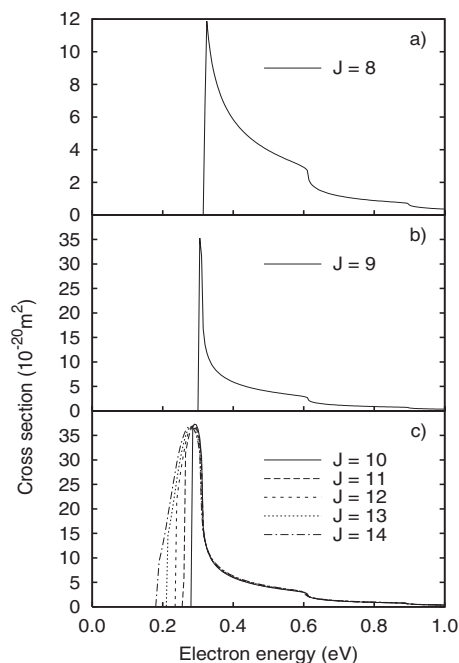 12
10
8
6
4
2
0
a)
J = 8
35
30
25
20
15
10
5
0
b)
J = 9
35
30
25
20
15
10
5
0
c)
J = 10
J = 11
J = 12
J = 13
J = 14
0.0 0.2 0.4 0.6 0.8 1.0
Electron energy (eV)
Cross section (10⁻²⁰m²)